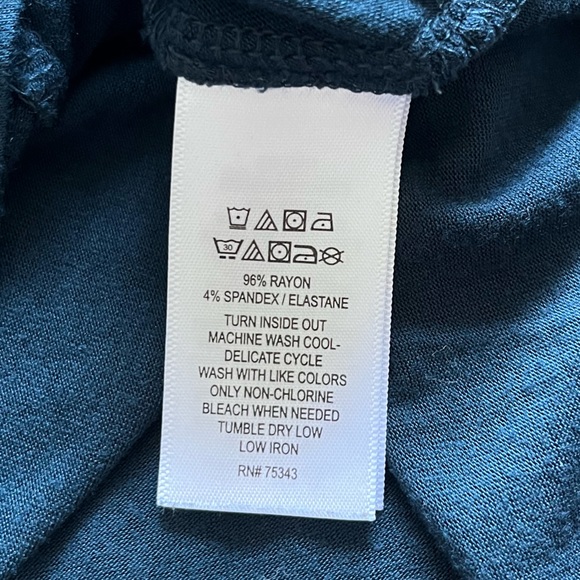 30
96% RAYON
4% SPANDEX / ELASTANE
TURN INSIDE OUT
MACHINE WASH COOL-
DELICATE CYCLE
WASH WITH LIKE COLORS
ONLY NON-CHLORINE
BLEACH WHEN NEEDED
TUMBLE DRY LOW
LOW IRON
RN# 75343